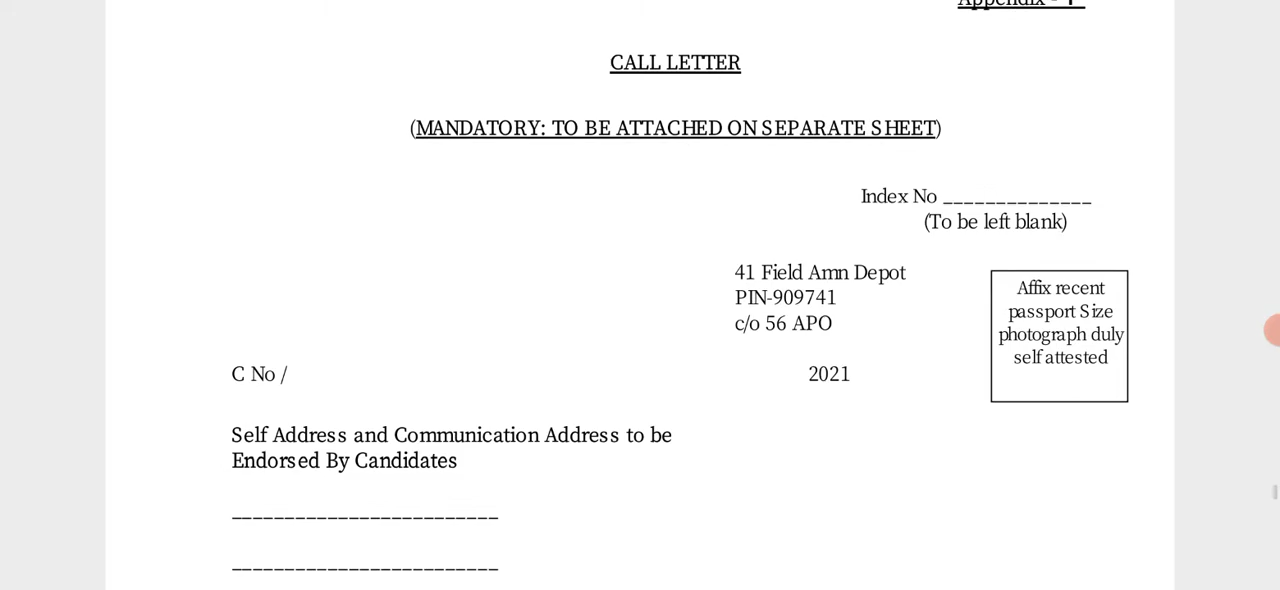 Appendix - 1
CALL LETTER
(MANDATORY: TO BE ATTACHED ON SEPARATE SHEET)
Index No ______________
(To be left blank)
41 Field Amn Depot
PIN-909741
c/o 56 APO
Affix recent
passport Size
photograph duly
self attested
C No /
2021
Self Address and Communication Address to be
Endorsed By Candidates
_________________________
_________________________